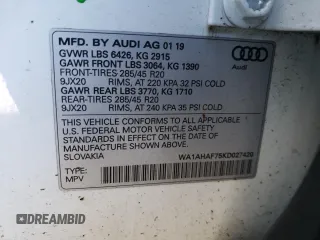 MFD. BY AUDI AG 01 19
GVWR LBS 6426, KG 2915
GAWR FRONT LBS 3064, KG 1390
FRONT-TIRES 285/45 R20
9JX20 RIMS, AT 220 KPA 32 PSI COLD
GAWR REAR LBS 3770, KG 1710
REAR-TIRES 285/45 R20
9JX20 RIMS, AT 240 KPA 35 PSI COLD
THIS VEHICLE CONFORMS TO ALL APPLICABLE
U.S. FEDERAL MOTOR VEHICLE SAFETY
STANDARDS IN EFFECT ON THE DATE OF
MANUFACTURE SHOWN ABOVE.
SLOVAKIA WA1AHAF75KD027420
TYPE:
MPV